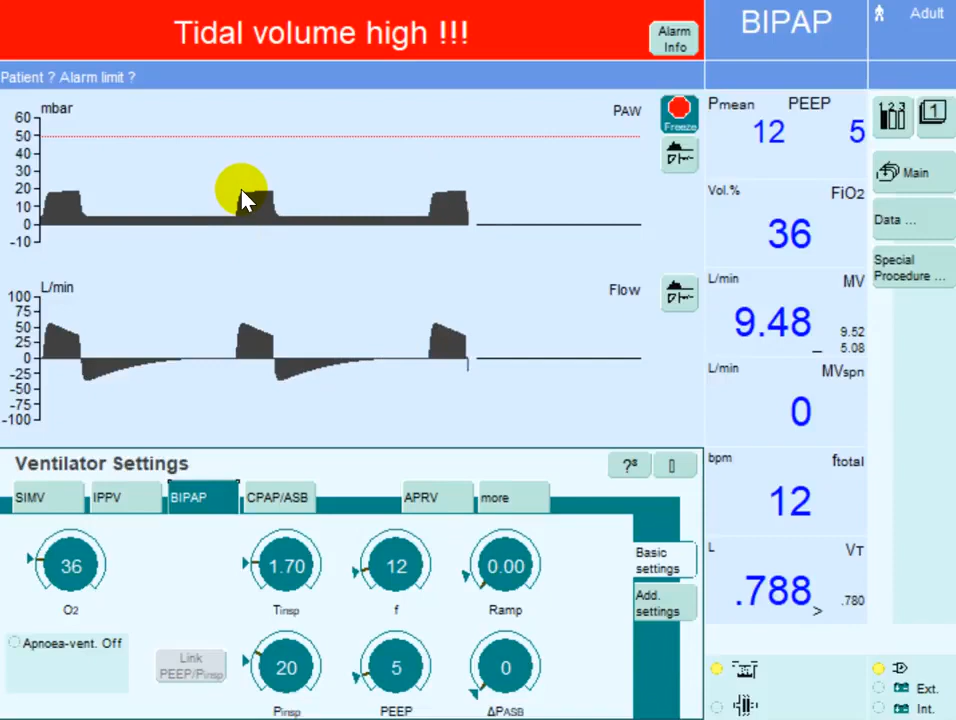 Tidal volume high !!!
Alarm
Info
BIPAP
Adult
Patient ? Alarm limit ?
mbar
PAW
60
50
40
30
20
10
0
-10
Freeze
Pmean
PEEP
12
5
1 2 3
1
Main
Vol.%
FiO2
36
Data ...
Special
Procedure ...
L/min
Flow
100
75
50
25
0
-25
-50
-75
-100
L/min
MV
9.48
9.52
5.08
L/min
MVspn
0
bpm
ftotal
12
L
VT
.788
>
.780
Ventilator Settings
?
SIMV
IPPV
BIPAP
CPAP/ASB
APRV
more
36
1.70
12
0.00
O2
Tinsp
f
Ramp
Basic
settings
Add.
settings
Apnoea-vent. Off
Link
PEEP/Pinsp
20
5
0
Pinsp
PEEP
ΔPASB
Ext.
Int.